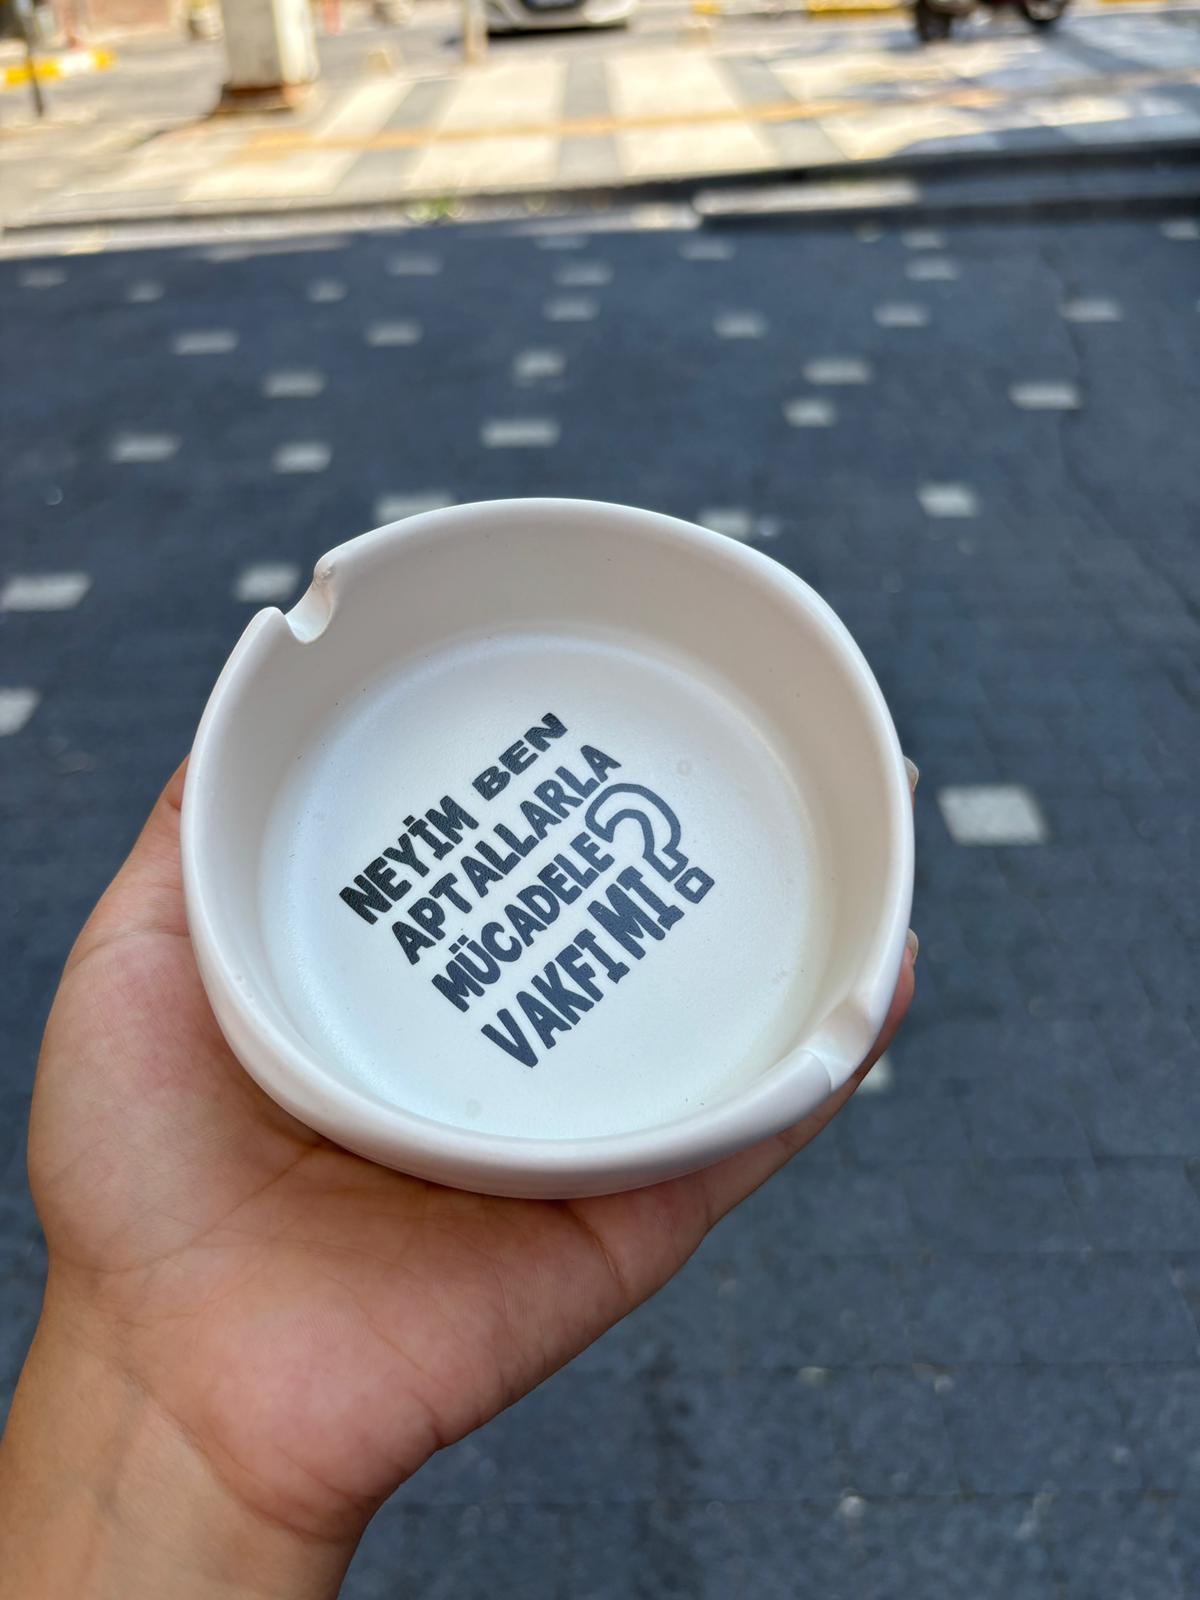 NEYİM BEN
APTALLARLA
MÜCADELE
VAKFI MI?